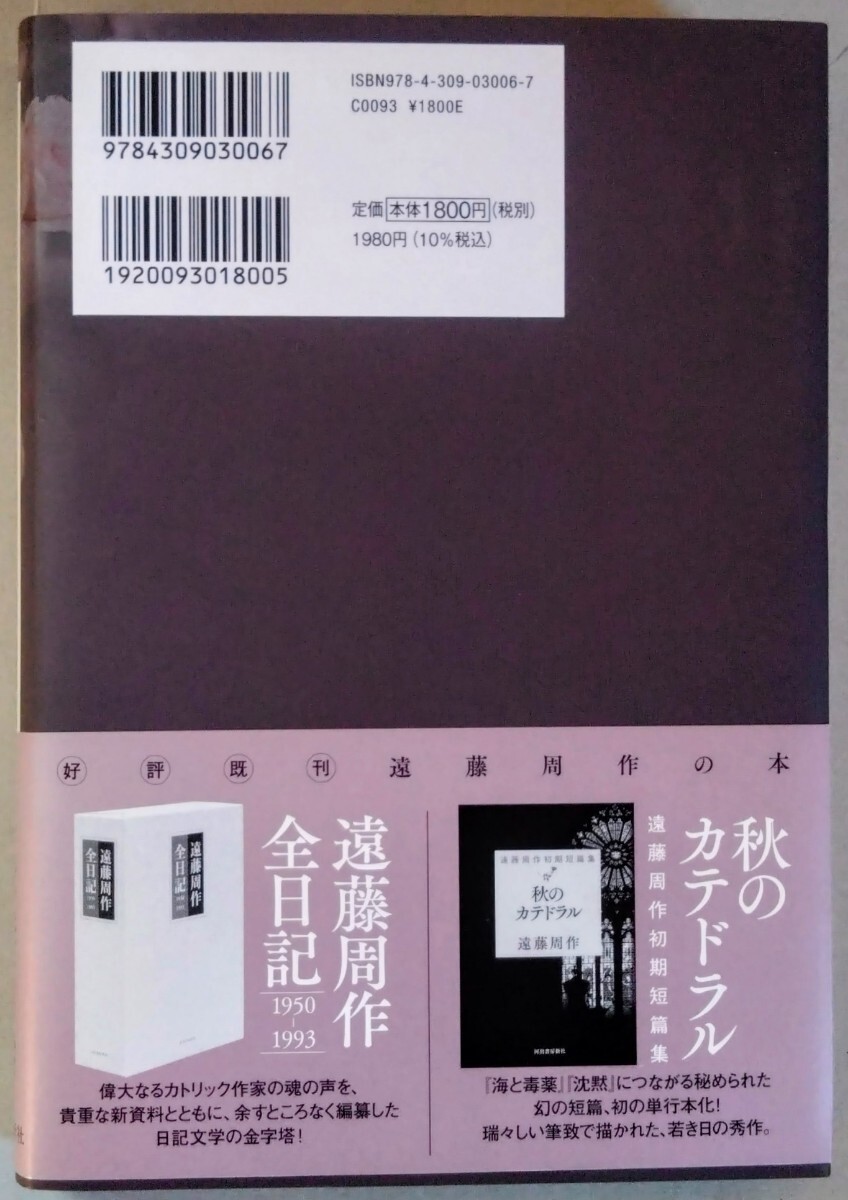 ISBN978-4-309-03006-7
C0093 ¥1800E
9784309030067
定価 本体1800円 (税別)
1980円 (10%税込)
1920093018005
好評既刊 遠藤周作の本
秋の
カテドラル
遠藤周作初期短篇集
遠藤周作初期短篇集
秋の
カテドラル
遠藤周作
河出書房新社
『海と毒薬』『沈黙』につながる秘められた
幻の短篇、初の単行本化!
瑞々しい筆致で描かれた、若き日の秀作。
遠藤周作
全日記
1950
1993
遠藤周作
全日記
遠藤周作
全日記
偉大なるカトリック作家の魂の声を、
貴重な新資料とともに、余すところなく編纂した
日記文学の金字塔!
社